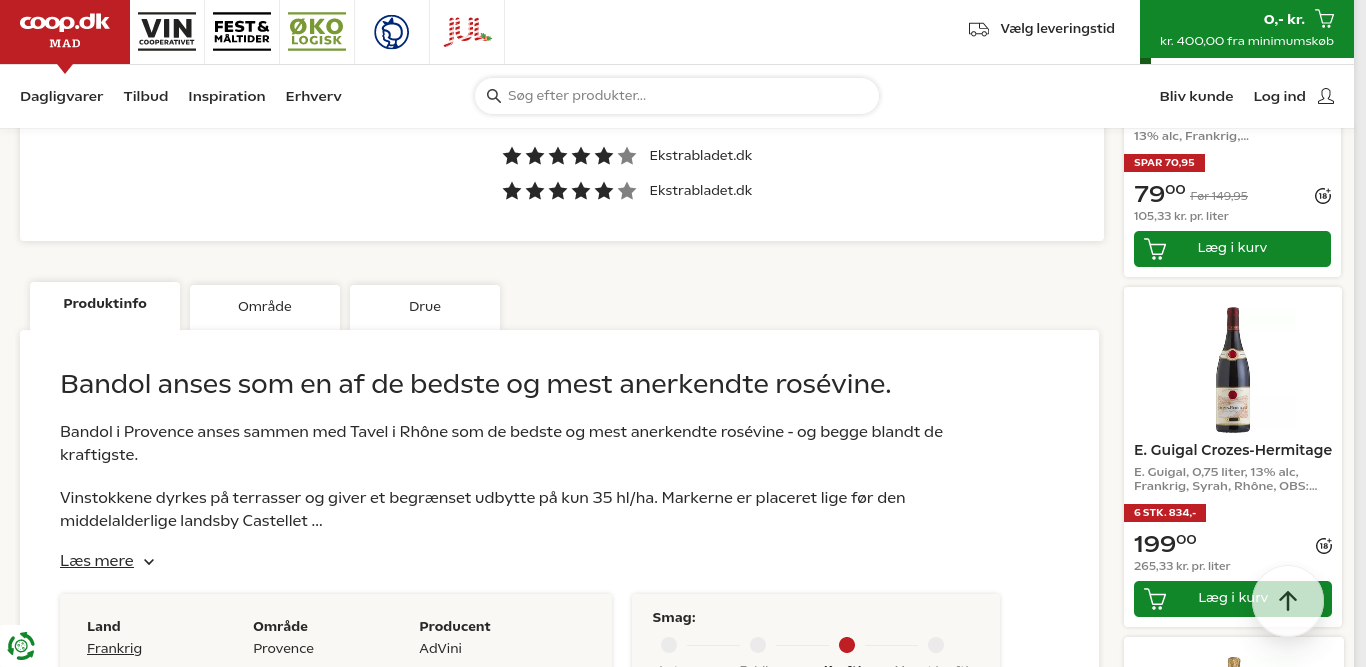 coop.dk
MAD
VIN
COOPERATIVET
FEST&
MÅLTIDER
ØKO
LOGISK
JUL
Vælg leveringstid
0,- kr.
kr. 400,00 fra minimumskøb
Dagligvarer
Tilbud
Inspiration
Erhverv
Søg efter produkter...
Bliv kunde
Log ind
Ekstrabladet.dk
Ekstrabladet.dk
13% alc, Frankrig,...
SPAR 70,95
79⁰⁰ Før 149,95
18+
105,33 kr. pr. liter
Læg i kurv
Produktinfo
Område
Drue
Bandol anses som en af de bedste og mest anerkendte rosévine.
Bandol i Provence anses sammen med Tavel i Rhône som de bedste og mest anerkendte rosévine - og begge blandt de
kraftigste.
Vinstokkene dyrkes på terrasser og giver et begrænset udbytte på kun 35 hl/ha. Markerne er placeret lige før den
middelalderlige landsby Castellet ...
Læs mere
Land
Frankrig
Område
Provence
Producent
AdVini
Smag:
E. Guigal Crozes-Hermitage
E. Guigal, 0,75 liter, 13% alc,
Frankrig, Syrah, Rhône, OBS:...
6 STK. 834,-
199⁰⁰
18+
265,33 kr. pr. liter
Læg i kurv